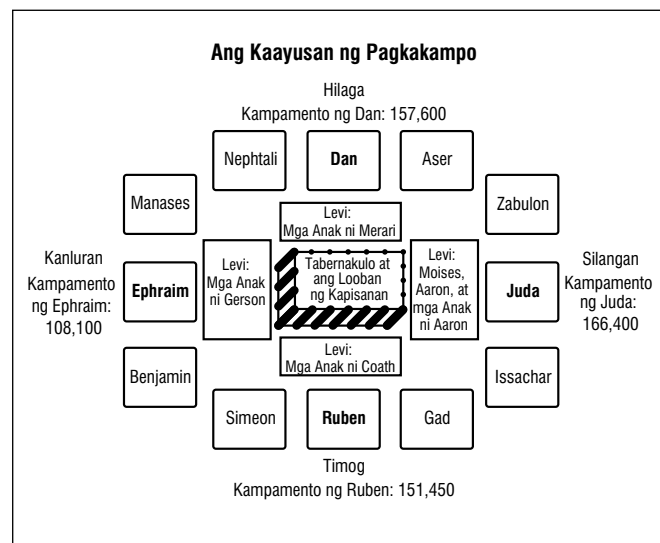 Ang Kaayusan ng Pagkakampo
Hilaga
Kampamento ng Dan: 157,600
Nephtali
Dan
Aser
Manases
Zabulon
Levi:
Mga Anak ni Merari
Kanluran
Kampamento
ng Ephraim:
108,100
Ephraim
Levi:
Mga Anak
ni Gerson
Tabernakulo at
ang Looban
ng Kapisanan
Levi:
Moises,
Aaron, at
mga Anak
ni Aaron
Juda
Silangan
Kampamento
ng Juda:
166,400
Levi:
Mga Anak ni Coath
Benjamin
Issachar
Simeon
Ruben
Gad
Timog
Kampamento ng Ruben: 151,450